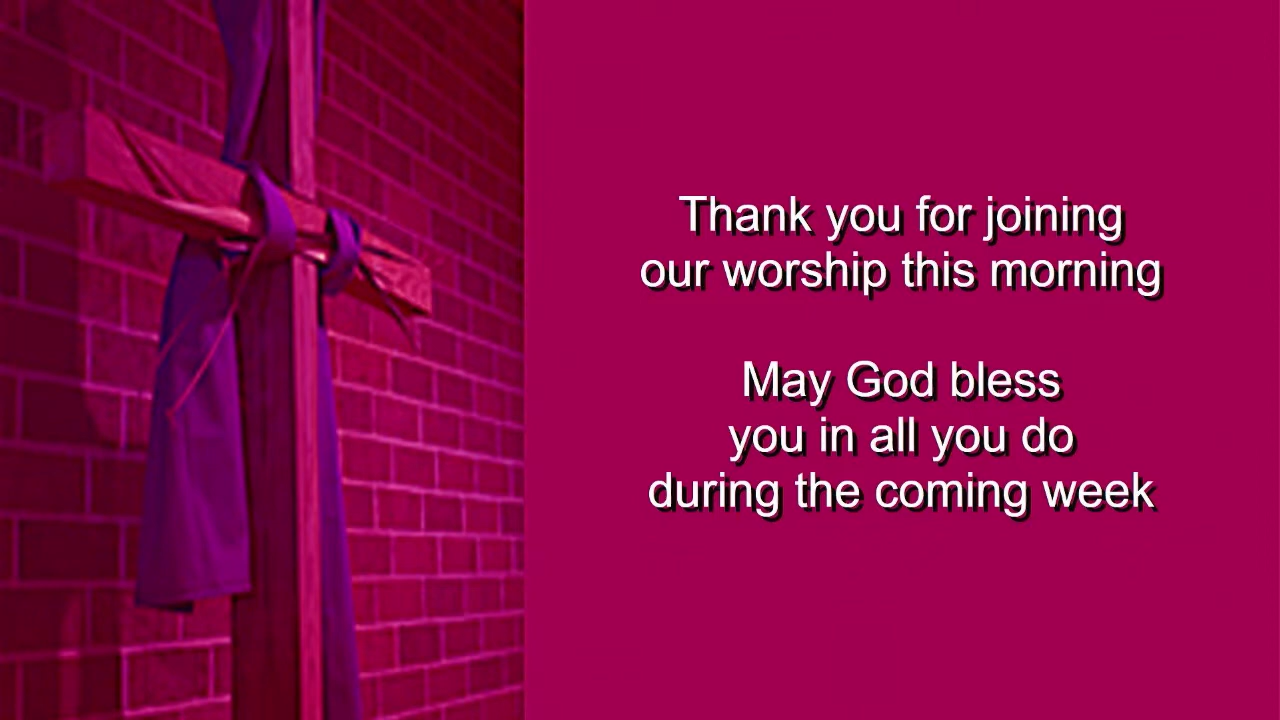 Thank you for joining
our worship this morning
May God bless
you in all you do
during the coming week